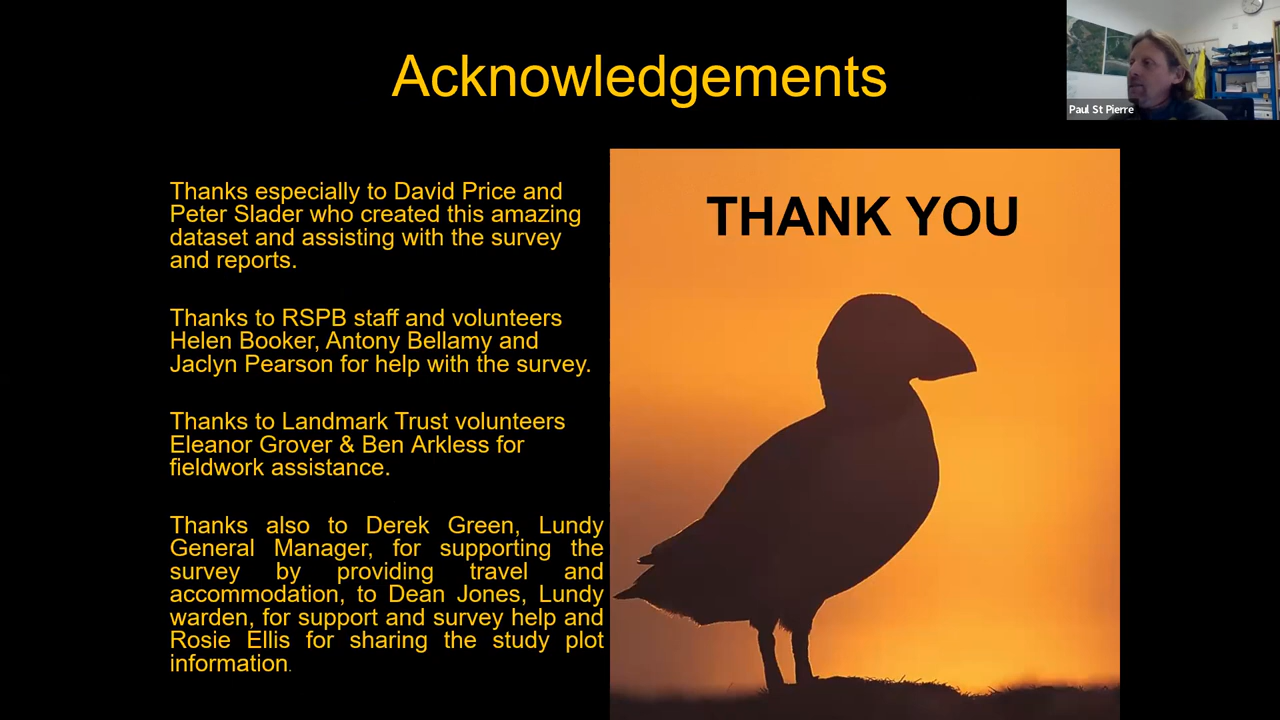 Acknowledgements
Paul St Pierre
Thanks especially to David Price and
Peter Slader who created this amazing
dataset and assisting with the survey
and reports.
Thanks to RSPB staff and volunteers
Helen Booker, Antony Bellamy and
Jaclyn Pearson for help with the survey.
Thanks to Landmark Trust volunteers
Eleanor Grover & Ben Arkless for
fieldwork assistance.
Thanks also to Derek Green, Lundy
General Manager, for supporting the
survey by providing travel and
accommodation, to Dean Jones, Lundy
warden, for support and survey help and
Rosie Ellis for sharing the study plot
information.
THANK YOU